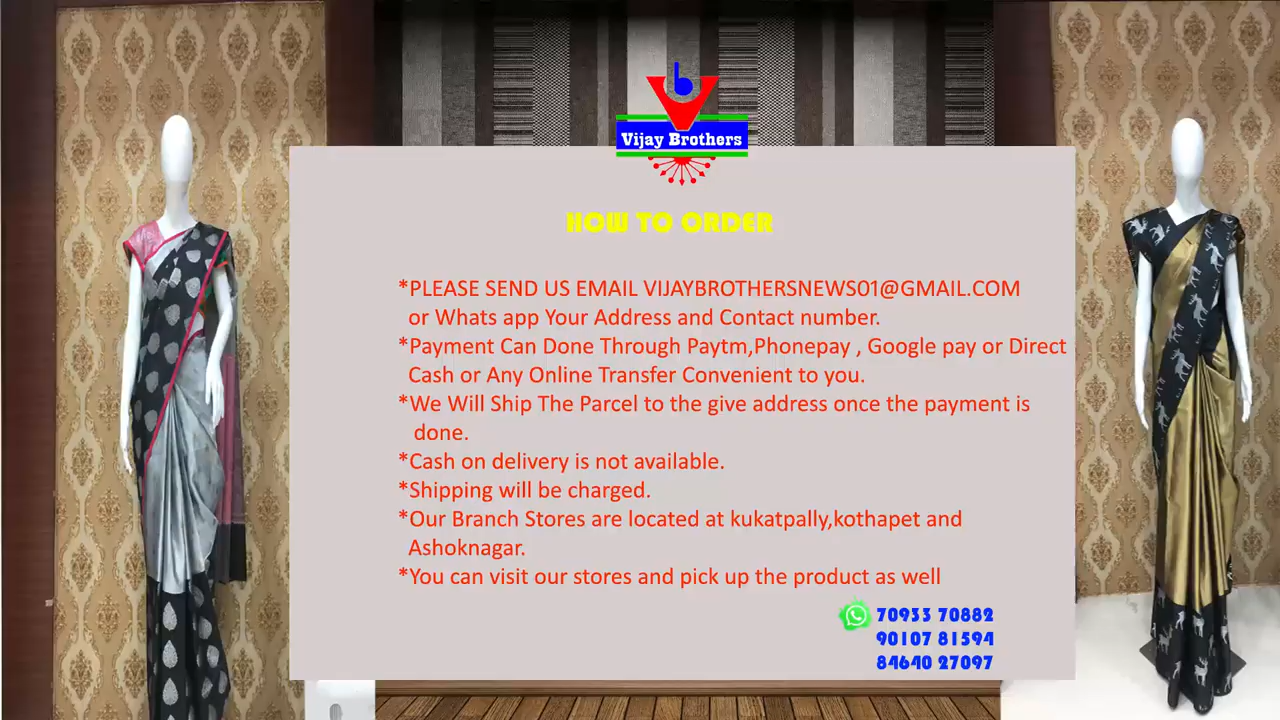 Vijay Brothers
HOW TO ORDER
*PLEASE SEND US EMAIL VIJAYBROTHERSNEWS01@GMAIL.COM
or Whats app Your Address and Contact number.
*Payment Can Done Through Paytm,Phonepay , Google pay or Direct
Cash or Any Online Transfer Convenient to you.
*We Will Ship The Parcel to the give address once the payment is
done.
*Cash on delivery is not available.
*Shipping will be charged.
*Our Branch Stores are located at kukatpally,kothapet and
Ashoknagar.
*You can visit our stores and pick up the product as well
70933 70882
90107 81594
84640 27097